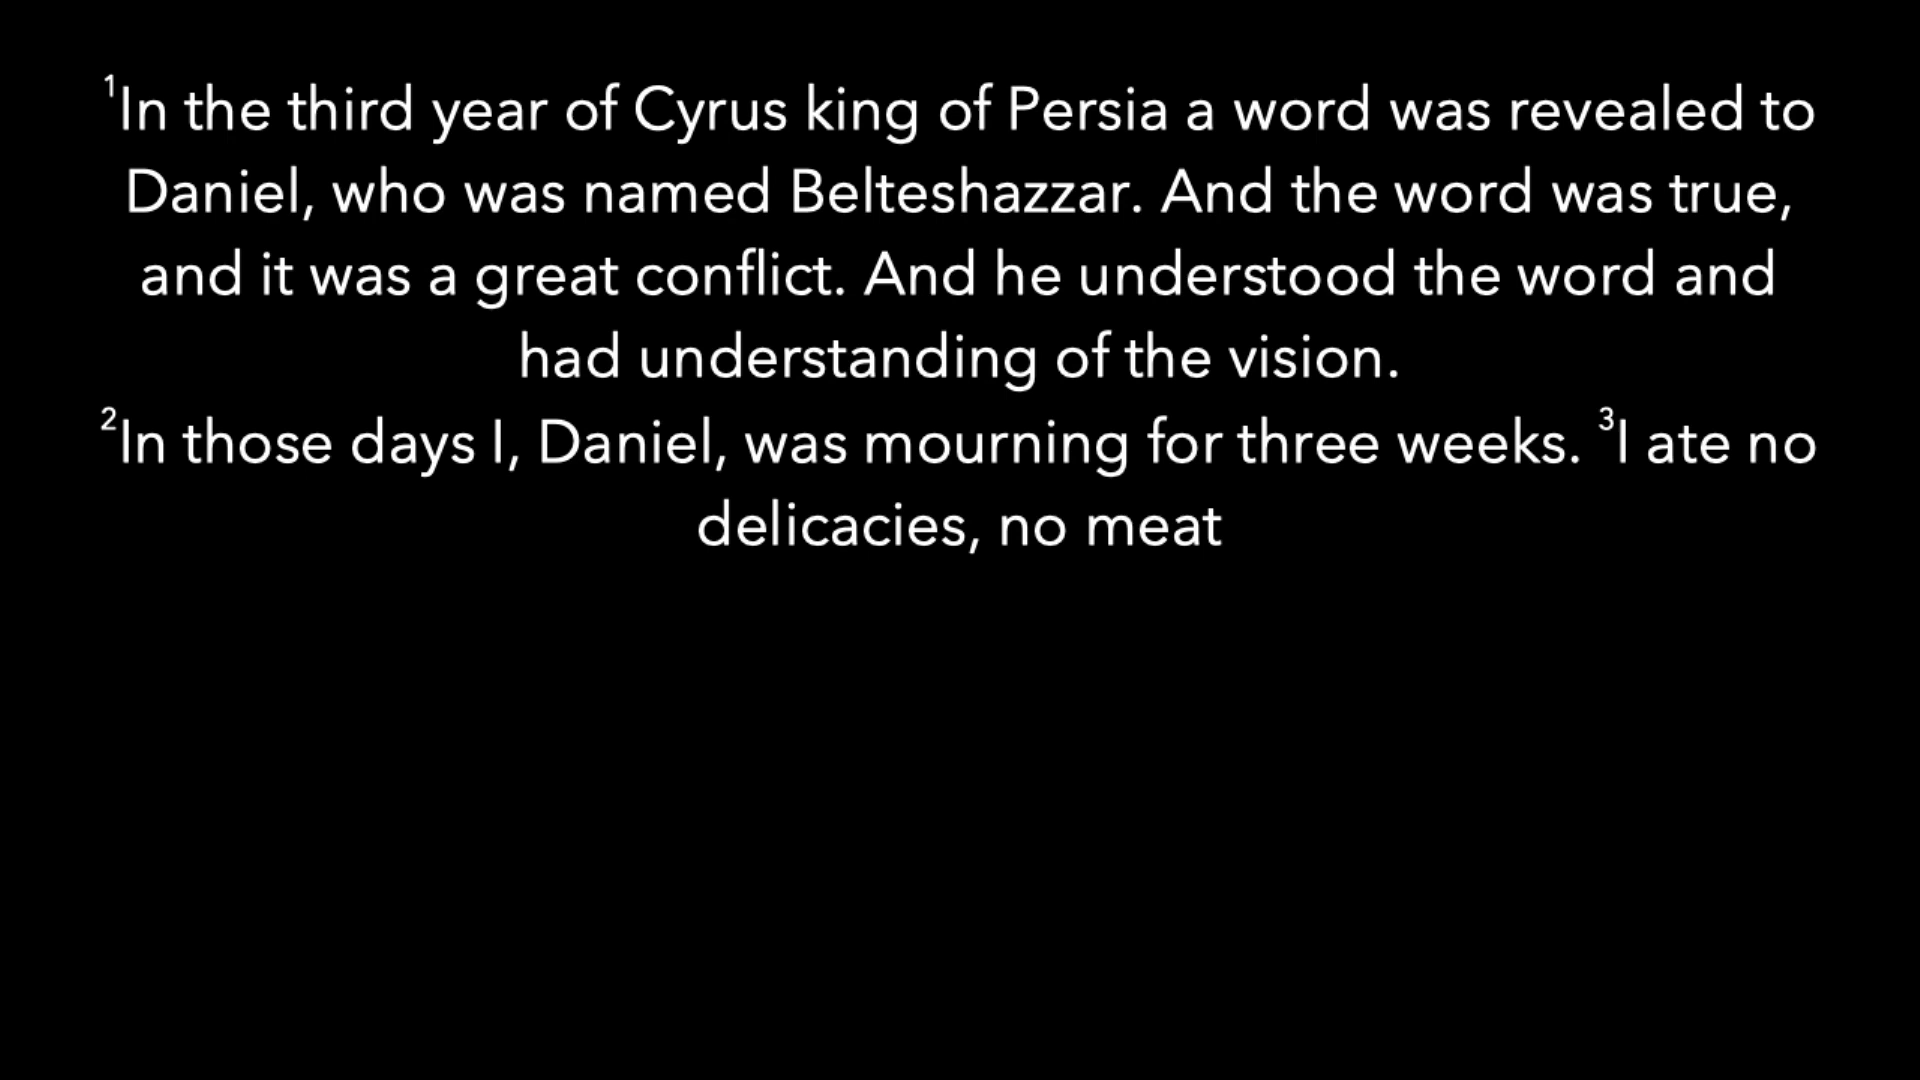 ¹In the third year of Cyrus king of Persia a word was revealed to
Daniel, who was named Belteshazzar. And the word was true,
and it was a great conflict. And he understood the word and
had understanding of the vision.
²In those days I, Daniel, was mourning for three weeks. ³I ate no
delicacies, no meat